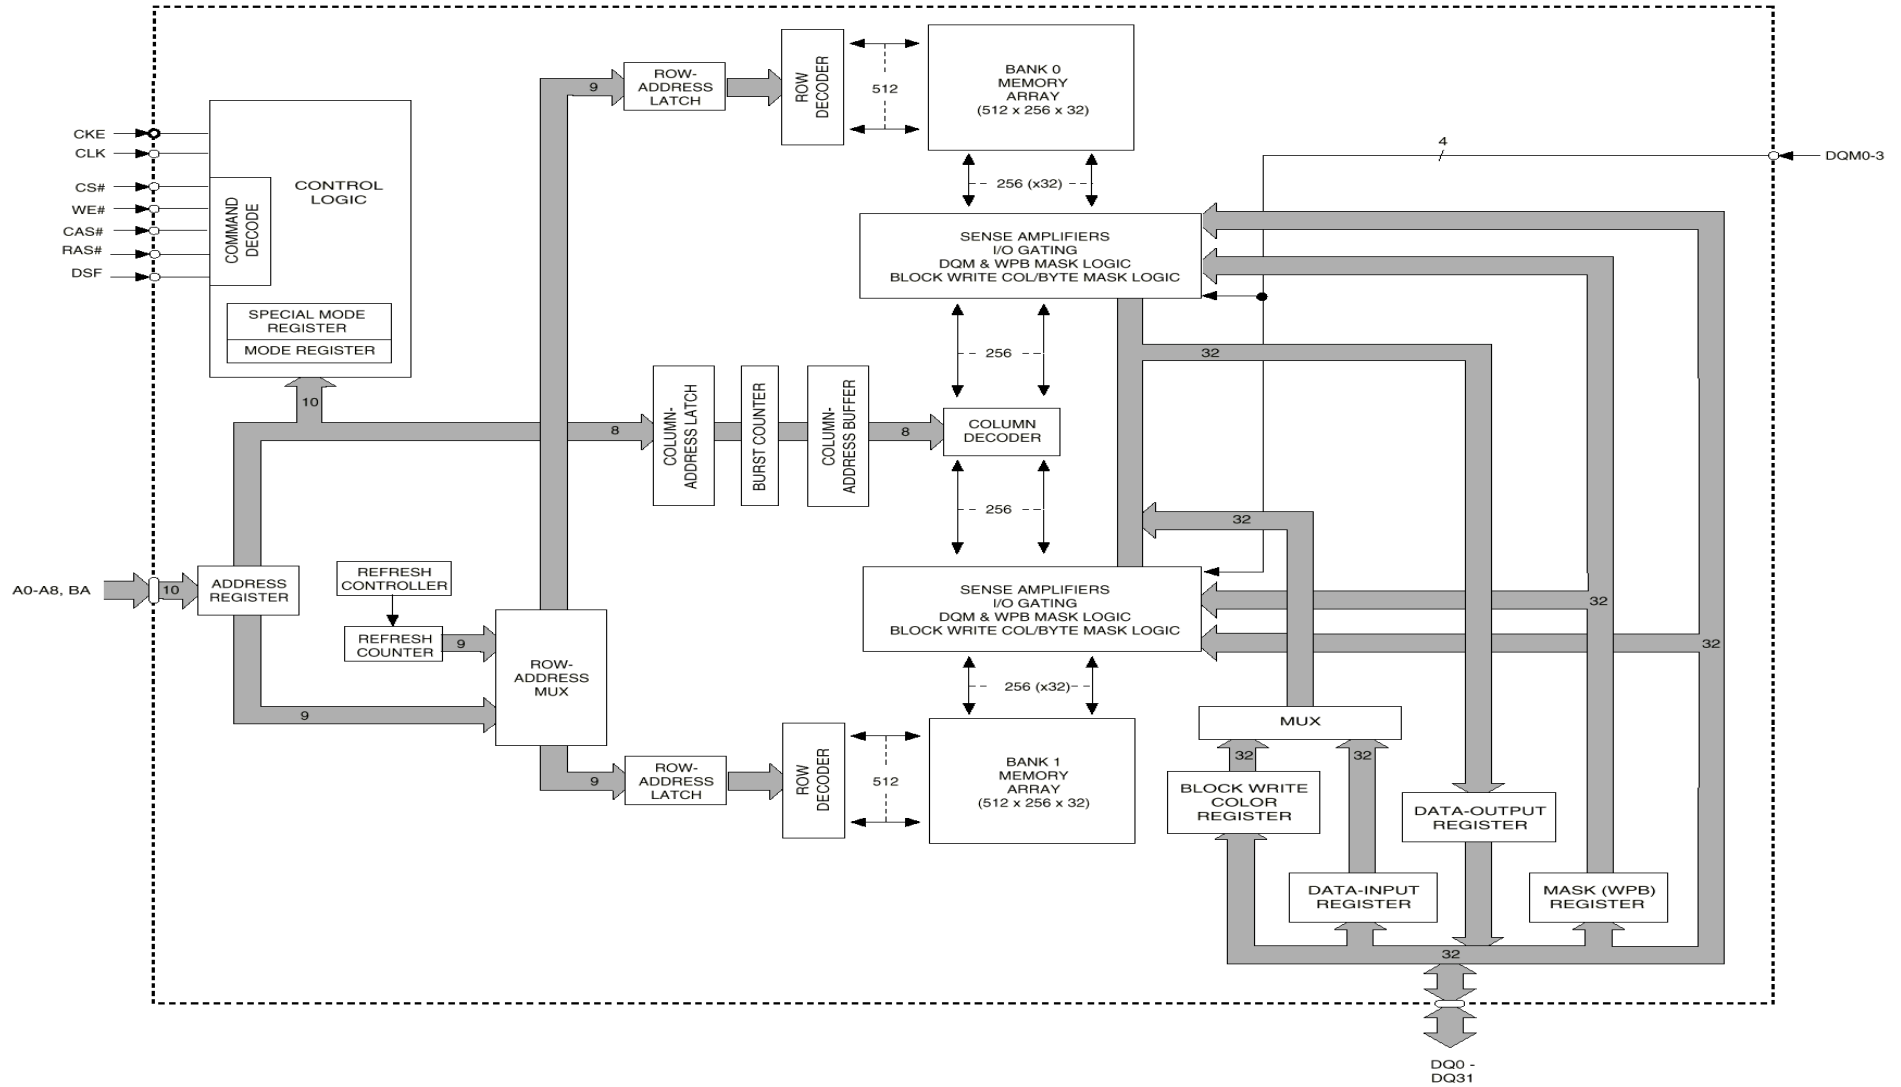 CKE
CLK
CS#
WE#
CAS#
RAS#
DSF
CONTROL
LOGIC
COMMAND
DECODE
SPECIAL MODE
REGISTER
MODE REGISTER
10
A0-A8, BA
10
ADDRESS
REGISTER
REFRESH
CONTROLLER
REFRESH
COUNTER
9
9
ROW-
ADDRESS
MUX
9
ROW-
ADDRESS
LATCH
ROW
DECODER
512
BANK 0
MEMORY
ARRAY
(512 x 256 x 32)
256 (x32)
SENSE AMPLIFIERS
I/O GATING
DQM & WPB MASK LOGIC
BLOCK WRITE COL/BYTE MASK LOGIC
256
8
COLUMN-
ADDRESS LATCH
BURST COUNTER
COLUMN-
ADDRESS BUFFER
8
COLUMN
DECODER
256
SENSE AMPLIFIERS
I/O GATING
DQM & WPB MASK LOGIC
BLOCK WRITE COL/BYTE MASK LOGIC
256 (x32)
9
ROW-
ADDRESS
LATCH
ROW
DECODER
512
BANK 1
MEMORY
ARRAY
(512 x 256 x 32)
4
DQM0-3
32
32
32
32
MUX
32
32
BLOCK WRITE
COLOR
REGISTER
DATA-OUTPUT
REGISTER
DATA-INPUT
REGISTER
MASK (WPB)
REGISTER
32
DQ0 -
DQ31